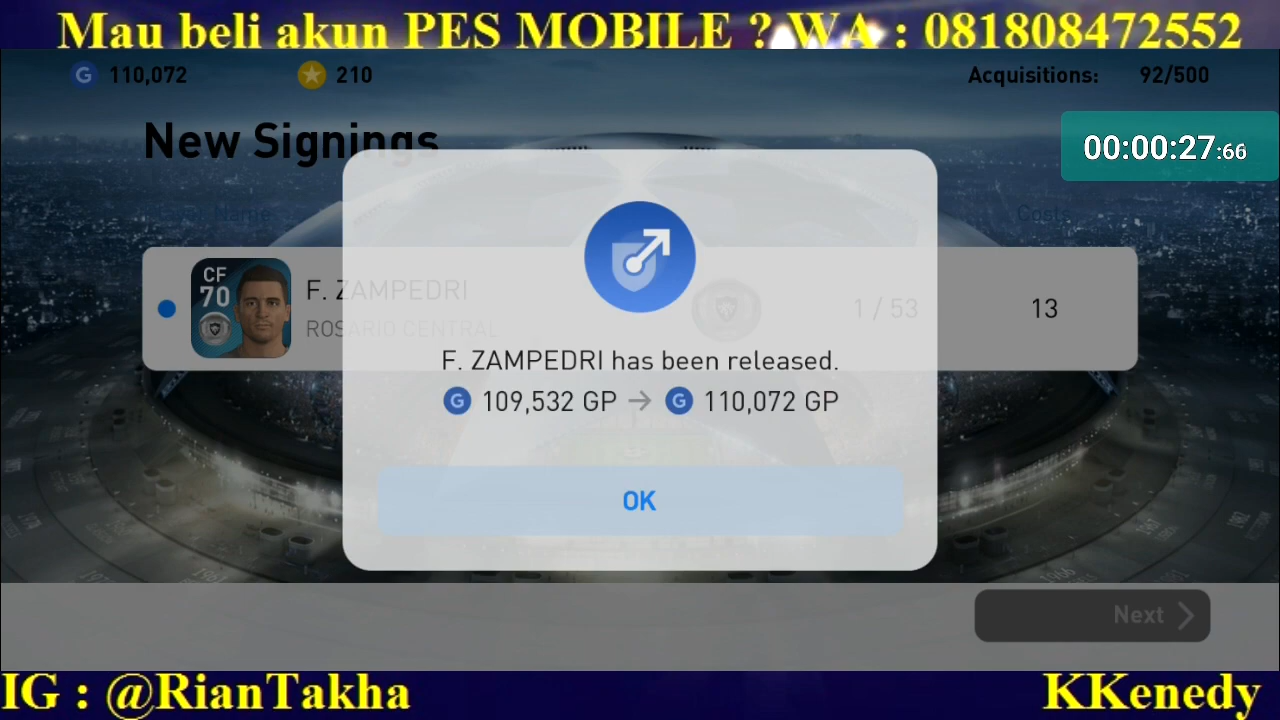 Mau beli akun PES MOBILE ? WA : 081808472552
G 110,072 210 Acquisitions: 92/500
New Signings
00:00:27:66
Name Costs
CF
70
F. ZAMPEDRI
ROSARIO CENTRAL
1 / 53
13
F. ZAMPEDRI has been released.
G 109,532 GP → G 110,072 GP
OK
Next
IG : @RianTakha KKenedy